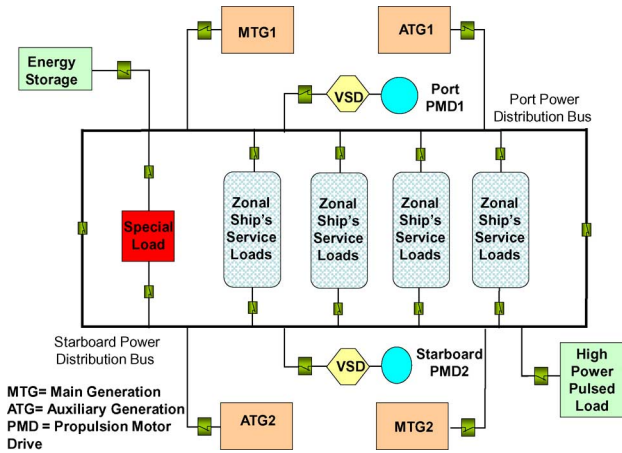 MTG1
ATG1
Energy
Storage
VSD
Port
PMD1
Port Power
Distribution Bus
Special
Load
Zonal
Ship's
Service
Loads
Zonal
Ship's
Service
Loads
Zonal
Ship's
Service
Loads
Zonal
Ship's
Service
Loads
Starboard Power
Distribution Bus
VSD
Starboard
PMD2
High
Power
Pulsed
Load
MTG= Main Generation
ATG= Auxiliary Generation
PMD = Propulsion Motor
Drive
ATG2
MTG2